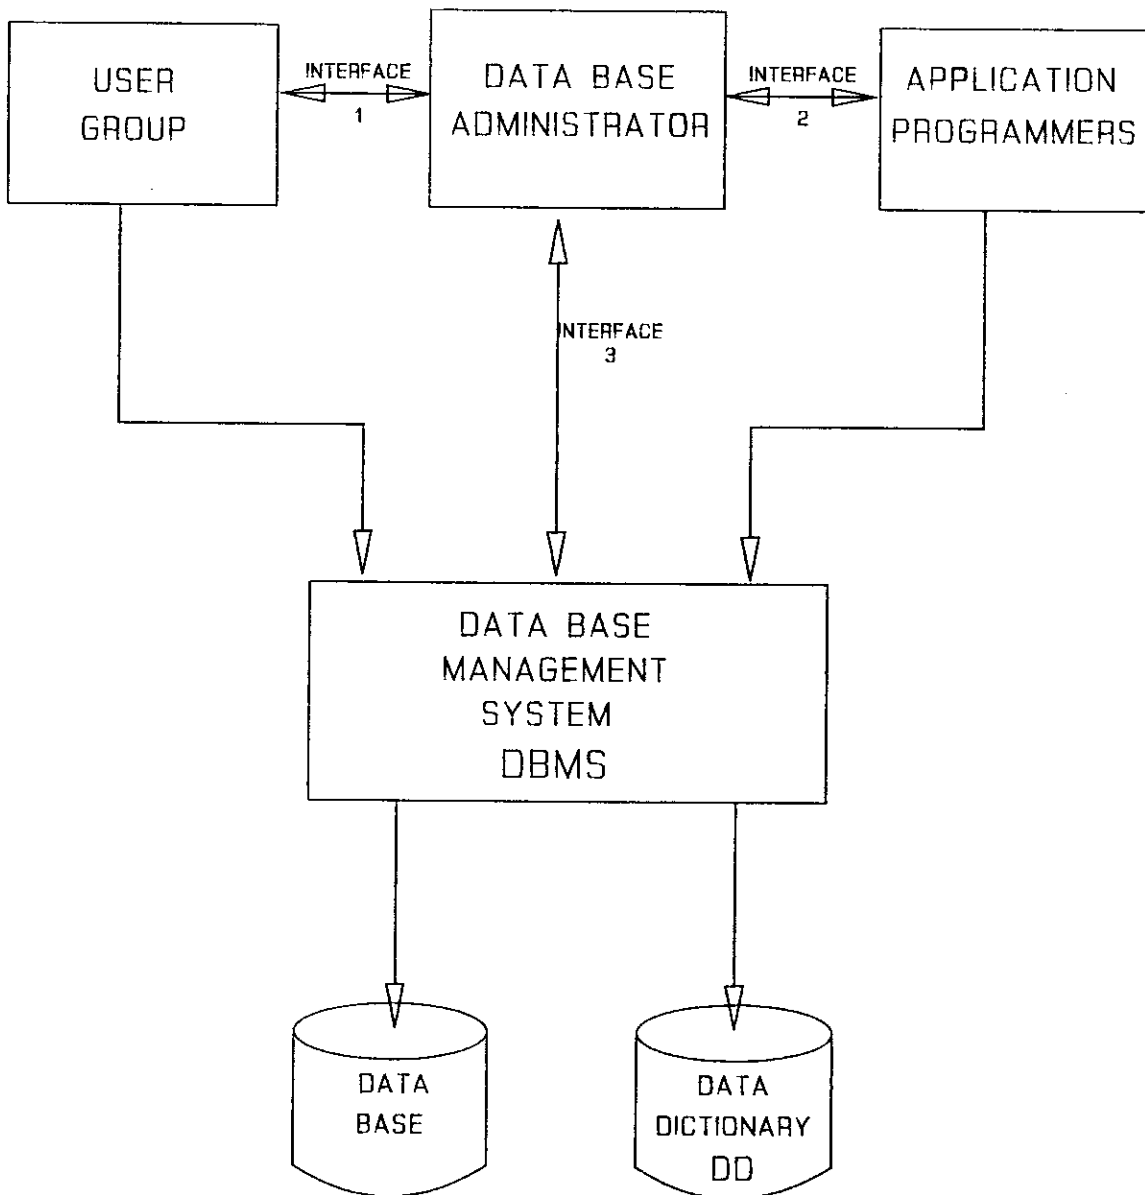 USER
GROUP
INTERFACE
1
DATA BASE
ADMINISTRATOR
INTERFACE
2
APPLICATION
PROGRAMMERS
INTERFACE
3
DATA BASE
MANAGEMENT
SYSTEM
DBMS
DATA
BASE
DATA
DICTIONARY
DD